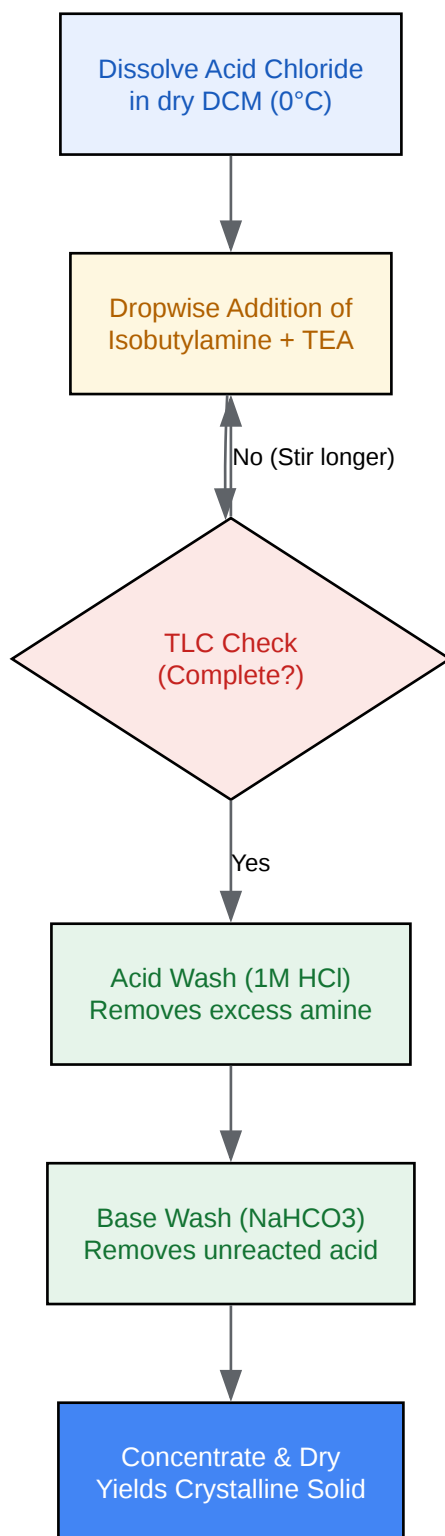 Dissolve Acid Chloride
in dry DCM (0°C)
Dropwise Addition of
Isobutylamine + TEA
No (Stir longer)
TLC Check
(Complete?)
Yes
Acid Wash (1M HCl)
Removes excess amine
Base Wash (NaHCO3)
Removes unreacted acid
Concentrate & Dry
Yields Crystalline Solid